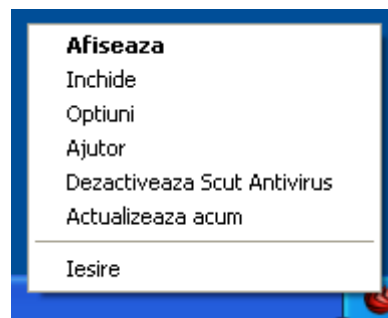 Afiseaza
Inchide
Optiuni
Ajutor
Dezactiveaza Scut Antivirus
Actualizeaza acum
Iesire